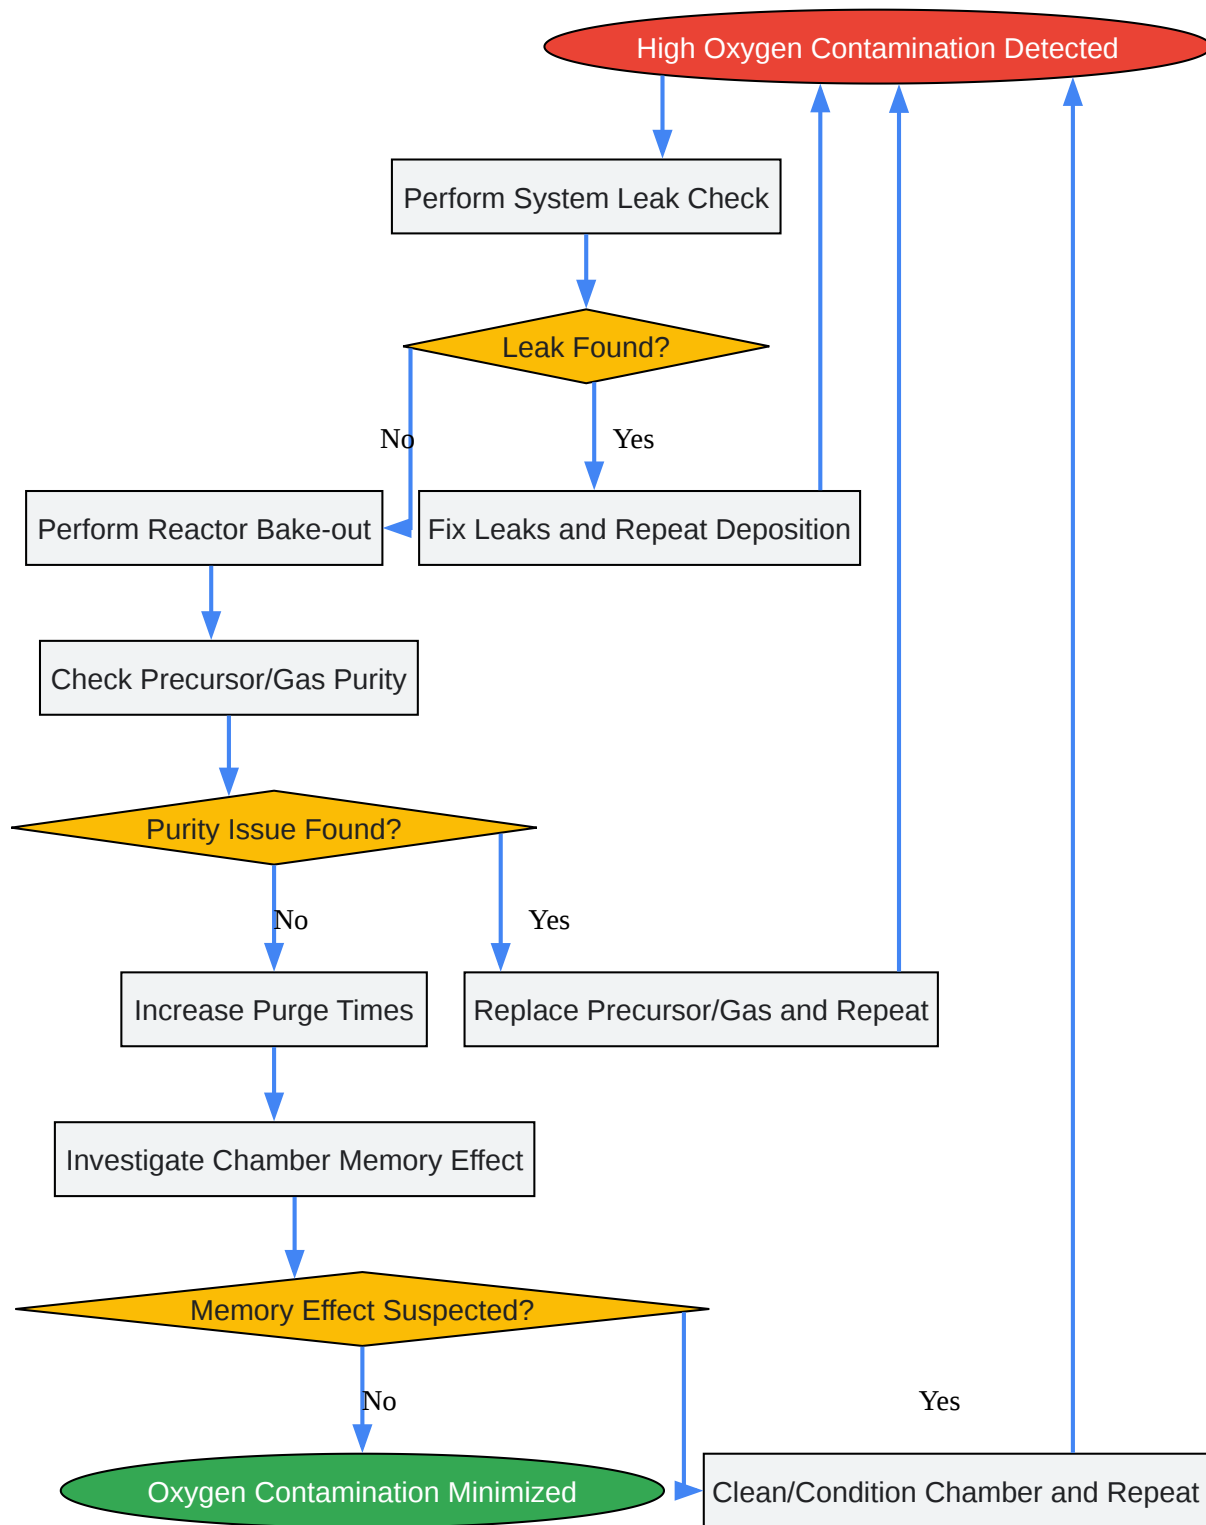 High Oxygen Contamination Detected
Perform System Leak Check
Leak Found?
No
Yes
Perform Reactor Bake-out
Fix Leaks and Repeat Deposition
Check Precursor/Gas Purity
Purity Issue Found?
No
Yes
Increase Purge Times
Replace Precursor/Gas and Repeat
Investigate Chamber Memory Effect
Memory Effect Suspected?
No
Yes
Oxygen Contamination Minimized
Clean/Condition Chamber and Repeat